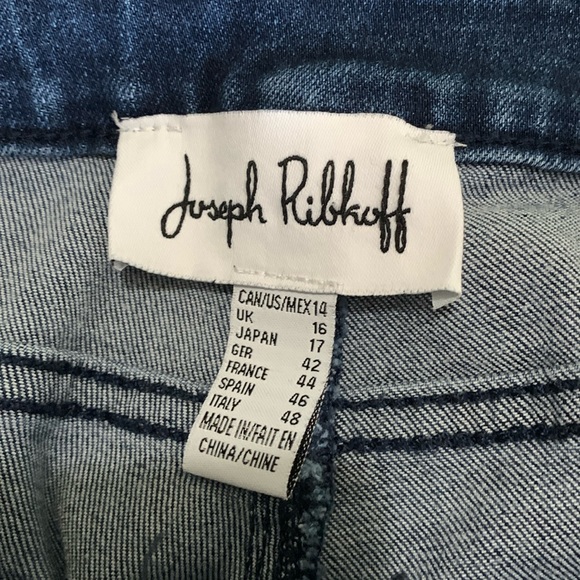 Joseph Ribkoff
CAN/US/MEX 14
UK 16
JAPAN 17
GER 42
FRANCE 44
SPAIN 46
ITALY 48
MADE IN/FAIT EN
CHINA/CHINE